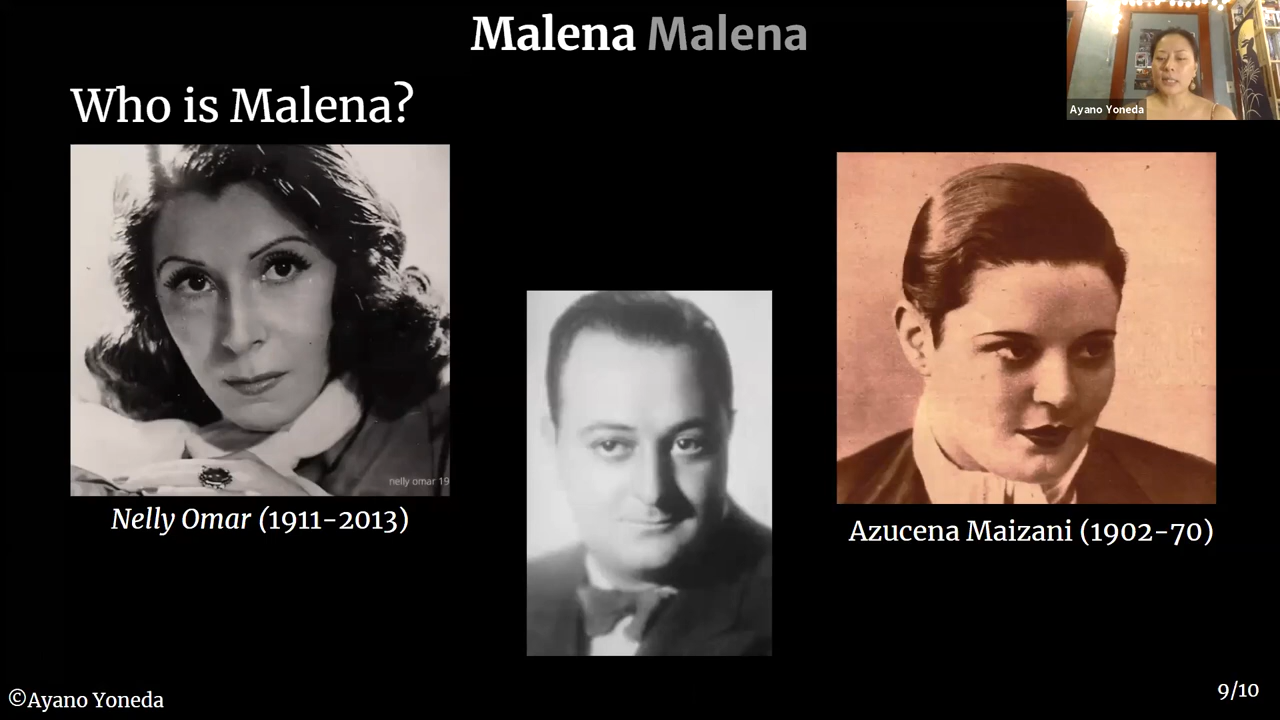 Malena Malena
Ayano Yoneda
Who is Malena?
nelly omar 19
Nelly Omar (1911-2013)
Azucena Maizani (1902-70)
©Ayano Yoneda
9/10